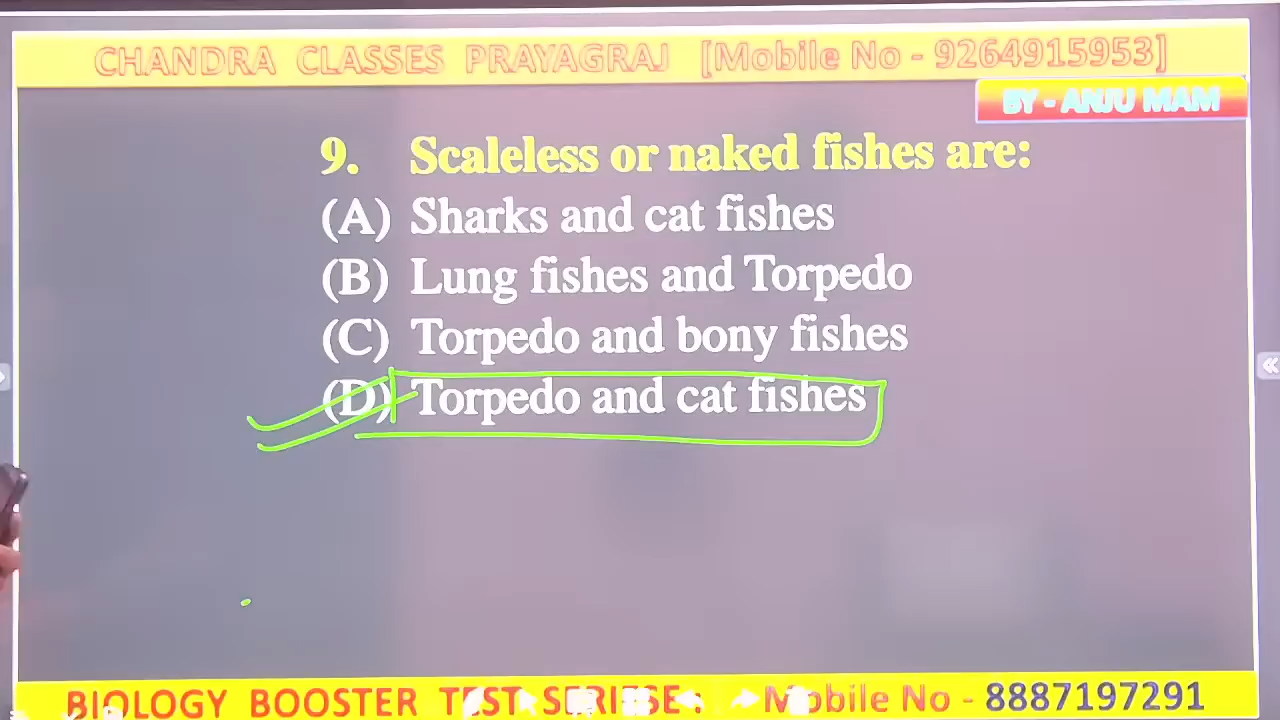 CHANDRA CLASSES PRAYAGRAJ [Mobile No - 9264915953]
BY - ANJU MAM
9. Scaleless or naked fishes are:
(A) Sharks and cat fishes
(B) Lung fishes and Torpedo
(C) Torpedo and bony fishes
(D) Torpedo and cat fishes
BIOLOGY BOOSTER TEST : Mobile No - 8887197291